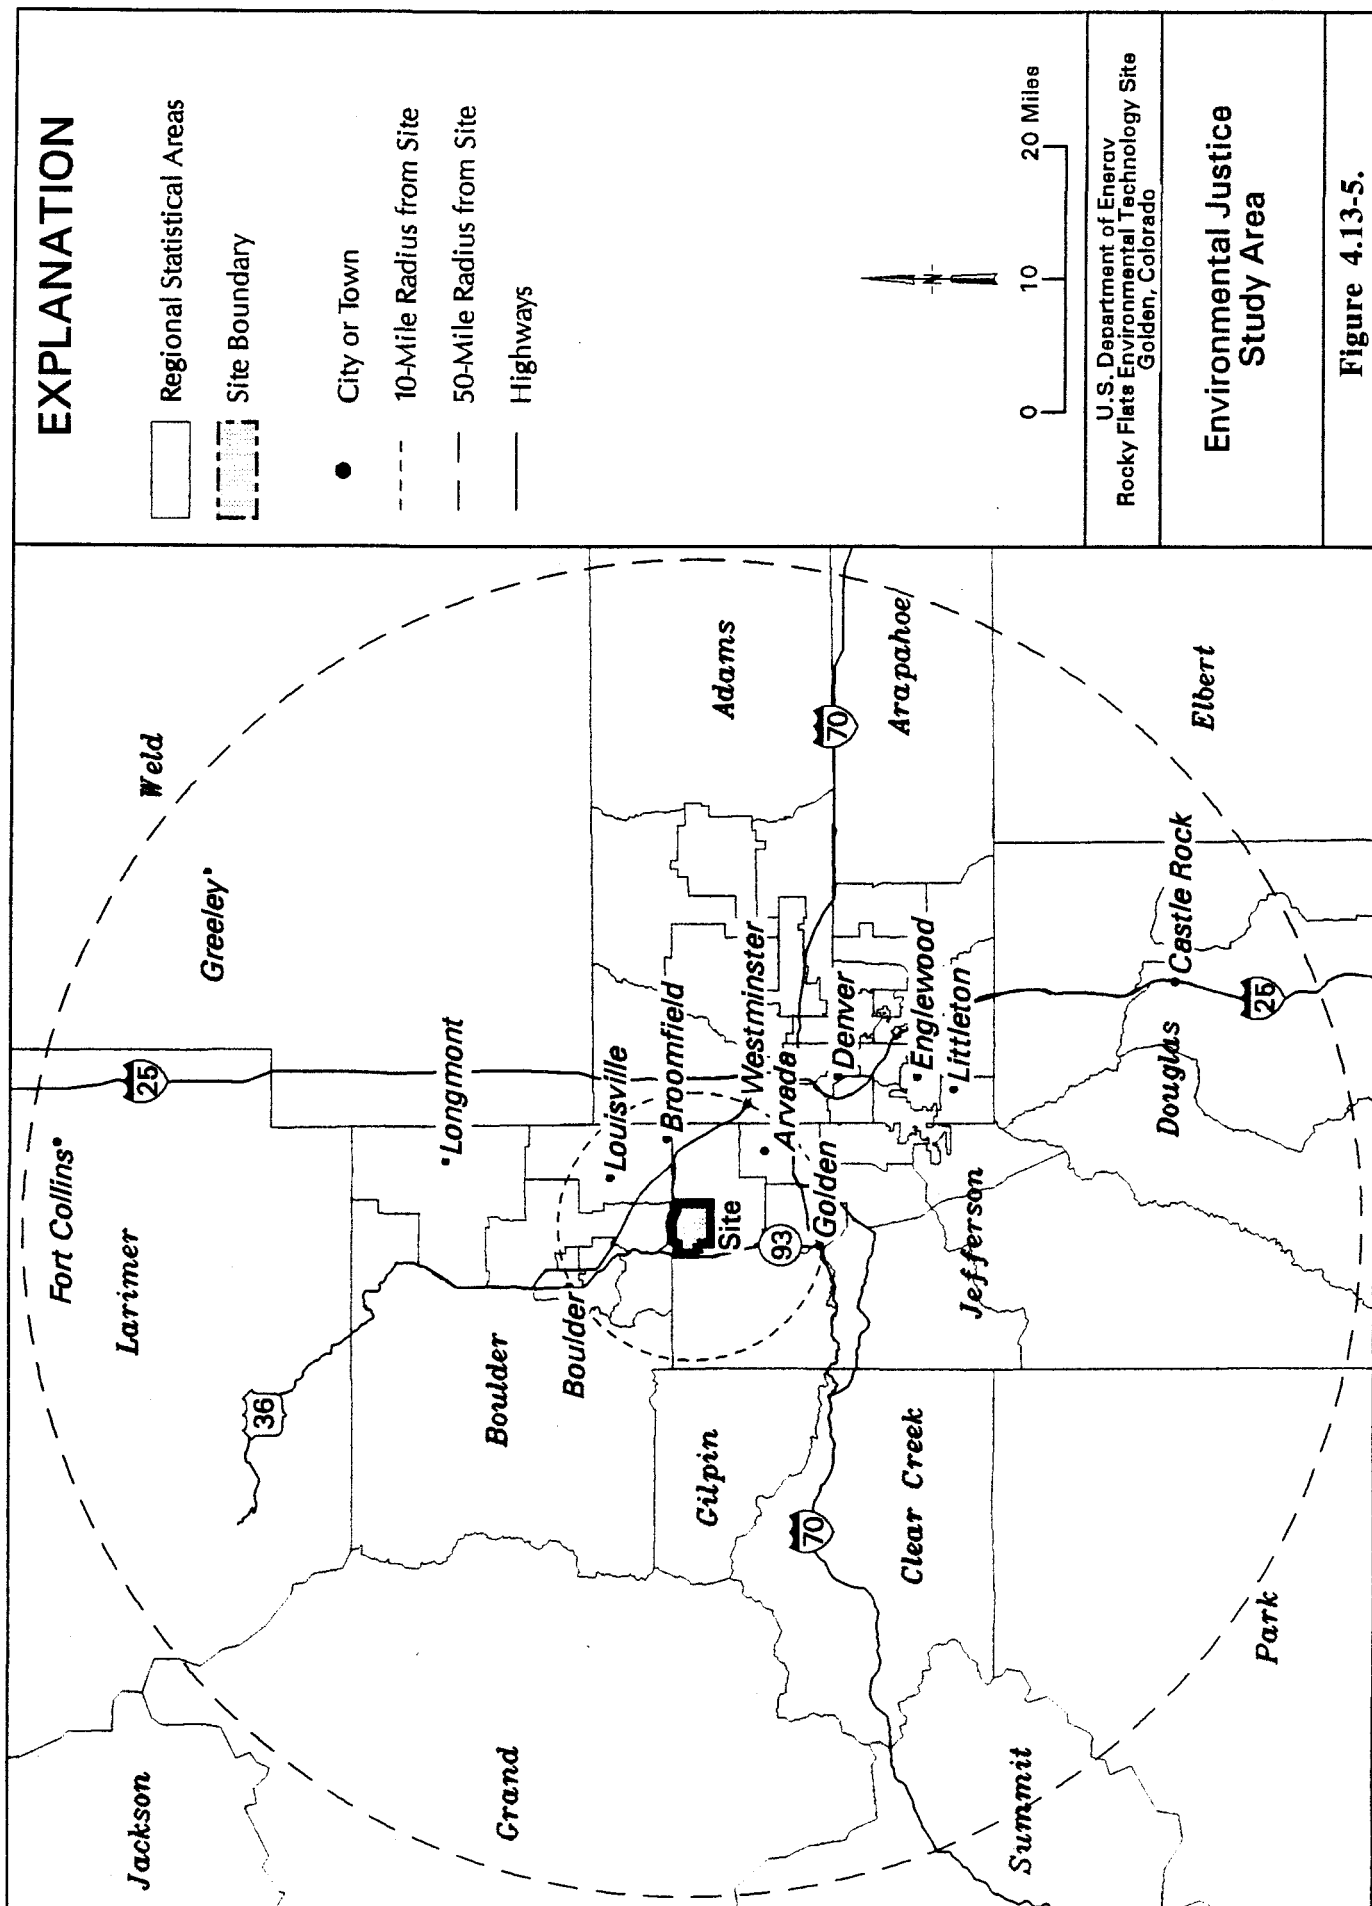 EXPLANATION
Regional Statistical Areas
Site Boundary
City or Town
10-Mile Radius from Site
50-Mile Radius from Site
Highways
N
0
10
20 Miles
U.S. Department of Energy
Rocky Flats Environmental Technology Site
Golden, Colorado
Environmental Justice
Study Area
Figure 4.13-5.
Jackson
Larimer
Fort Collins
25
Weld
Greeley
36
Longmont
Grand
Boulder
Boulder
Louisville
Broomfield
Adams
Gilpin
Site
Westminster
93
Arvada
Golden
Denver
70
70
Clear Creek
Englewood
Arapahoe
Littleton
Jefferson
Summit
Douglas
Castle Rock
Elbert
25
Park